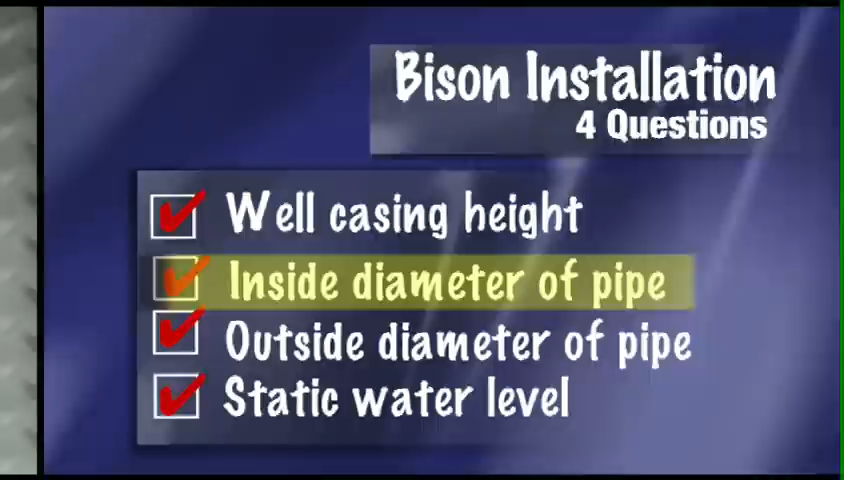 Bison Installation
4 Questions
Well casing height
Inside diameter of pipe
Outside diameter of pipe
Static water level